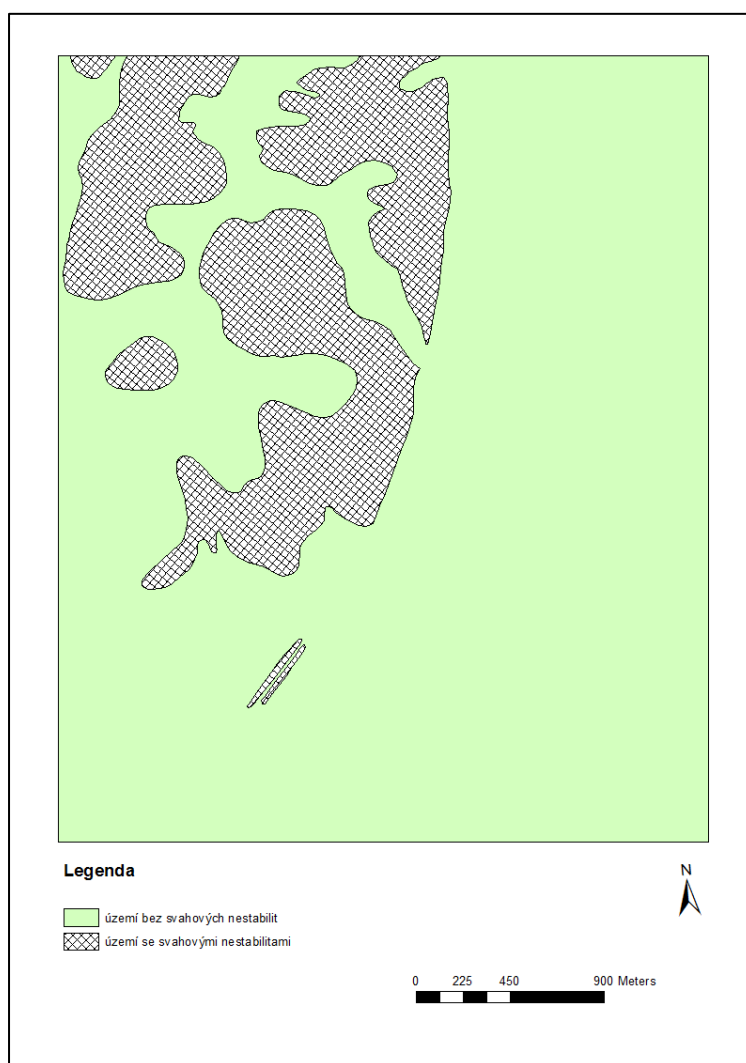 Legenda
N
území bez svahových nestabilit
území se svahovými nestabilitami
0 225 450 900 Meters